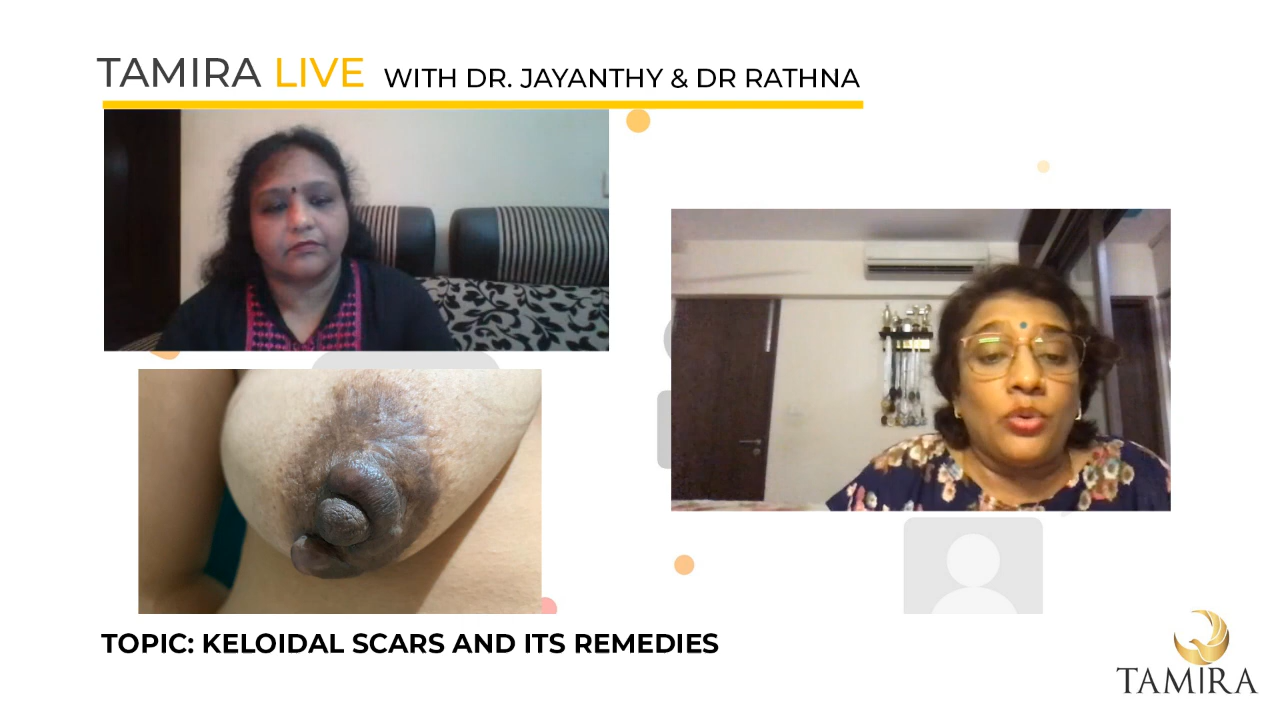 TAMIRA LIVE WITH DR. JAYANTHY & DR RATHNA
TOPIC: KELOIDAL SCARS AND ITS REMEDIES
TAMIRA